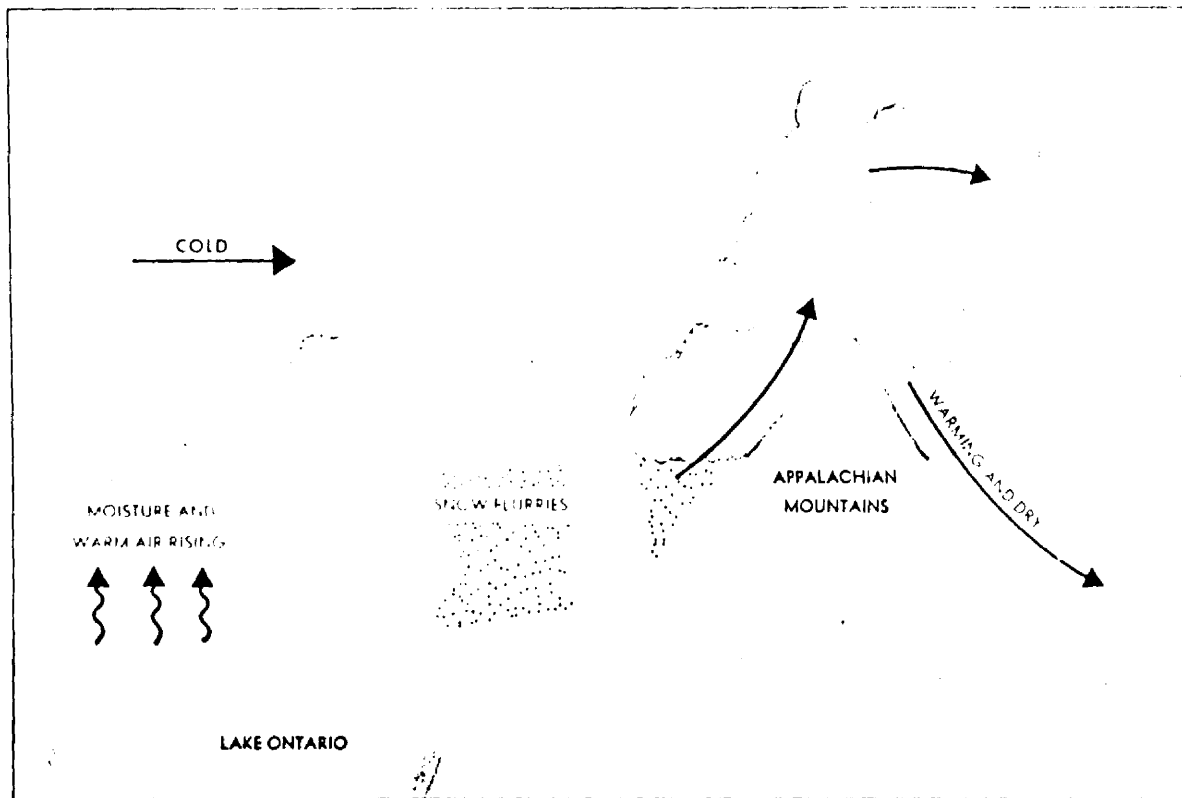 COLD
MOISTURE AND
WARM AIR RISING
SNOW FLURRIES
APPALACHIAN
MOUNTAINS
WARMING AND DRY
LAKE ONTARIO